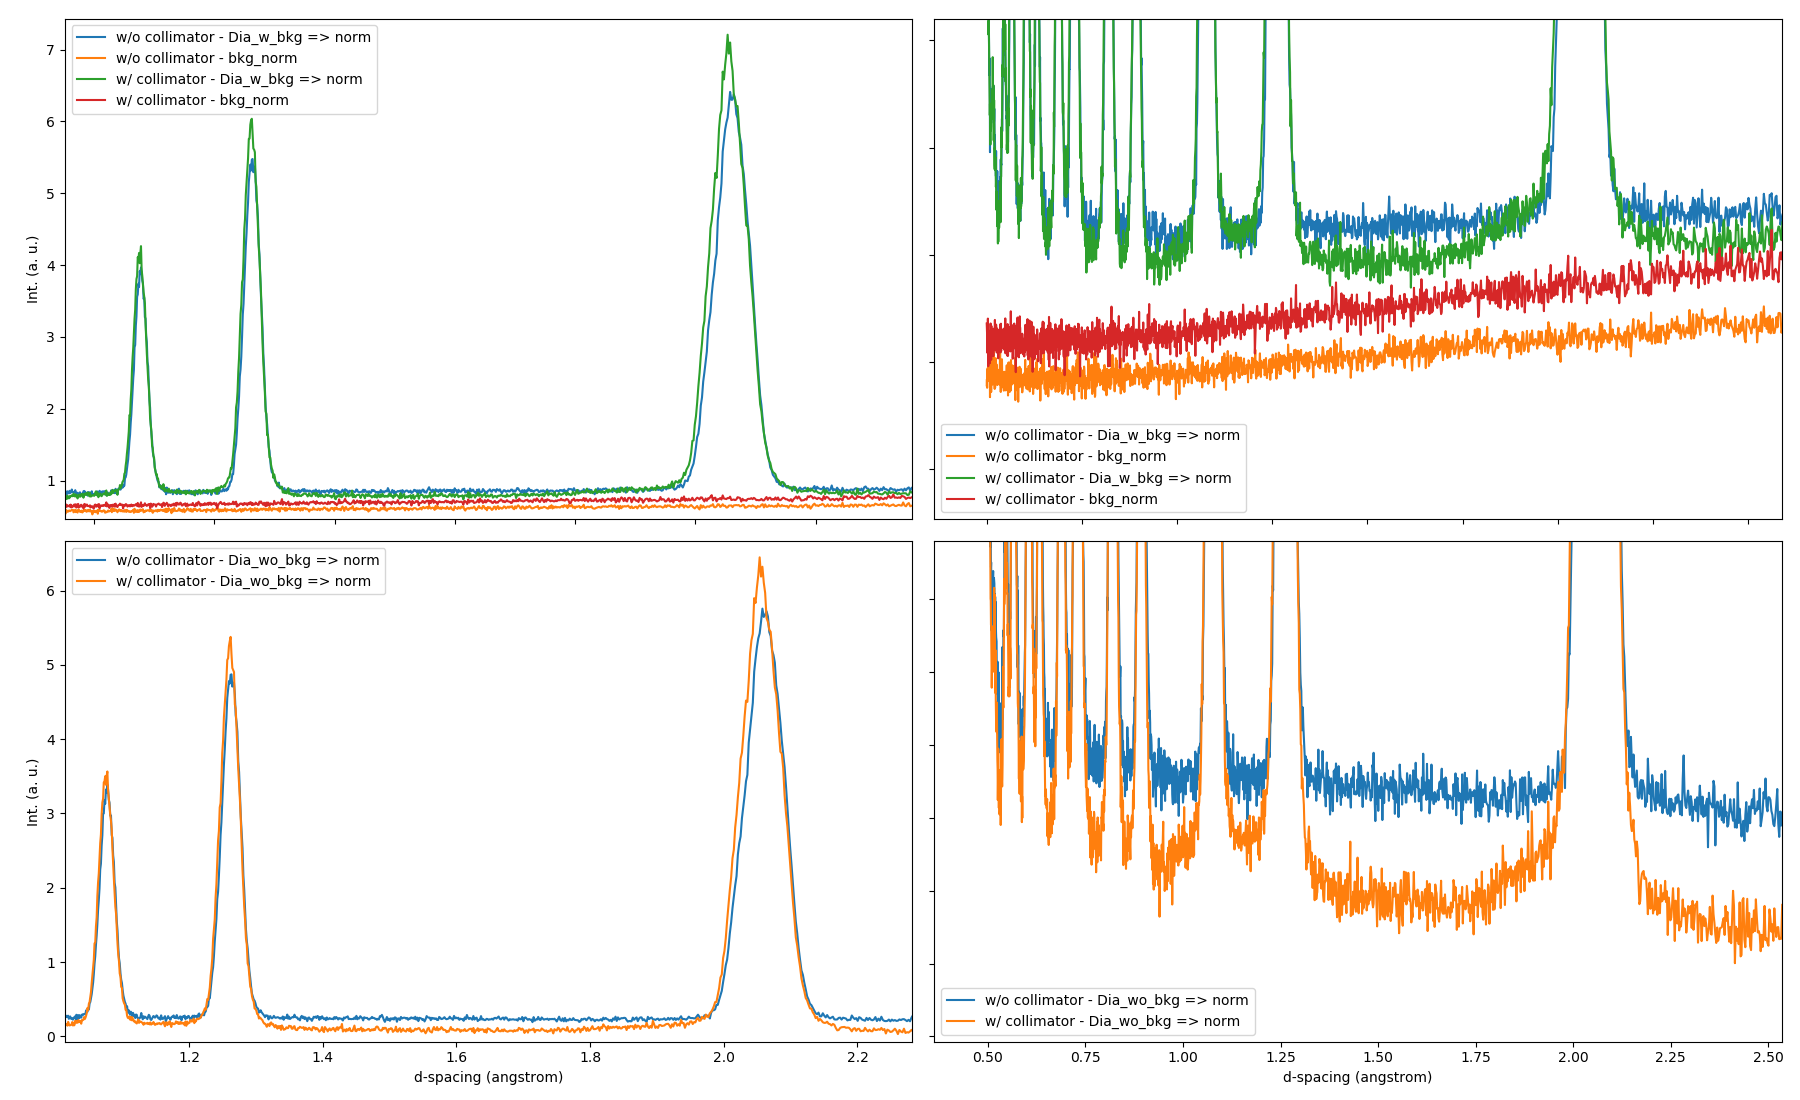 w/o collimator - Dia_w_bkg => norm
w/o collimator - bkg_norm
w/ collimator - Dia_w_bkg => norm
w/ collimator - bkg_norm
7
6
5
4
3
2
1
Int. (a. u.)
w/o collimator - Dia_w_bkg => norm
w/o collimator - bkg_norm
w/ collimator - Dia_w_bkg => norm
w/ collimator - bkg_norm
w/o collimator - Dia_wo_bkg => norm
w/ collimator - Dia_wo_bkg => norm
6
5
4
3
2
1
0
Int. (a. u.)
1.2 1.4 1.6 1.8 2.0 2.2
d-spacing (angstrom)
w/o collimator - Dia_wo_bkg => norm
w/ collimator - Dia_wo_bkg => norm
0.50 0.75 1.00 1.25 1.50 1.75 2.00 2.25 2.50
d-spacing (angstrom)